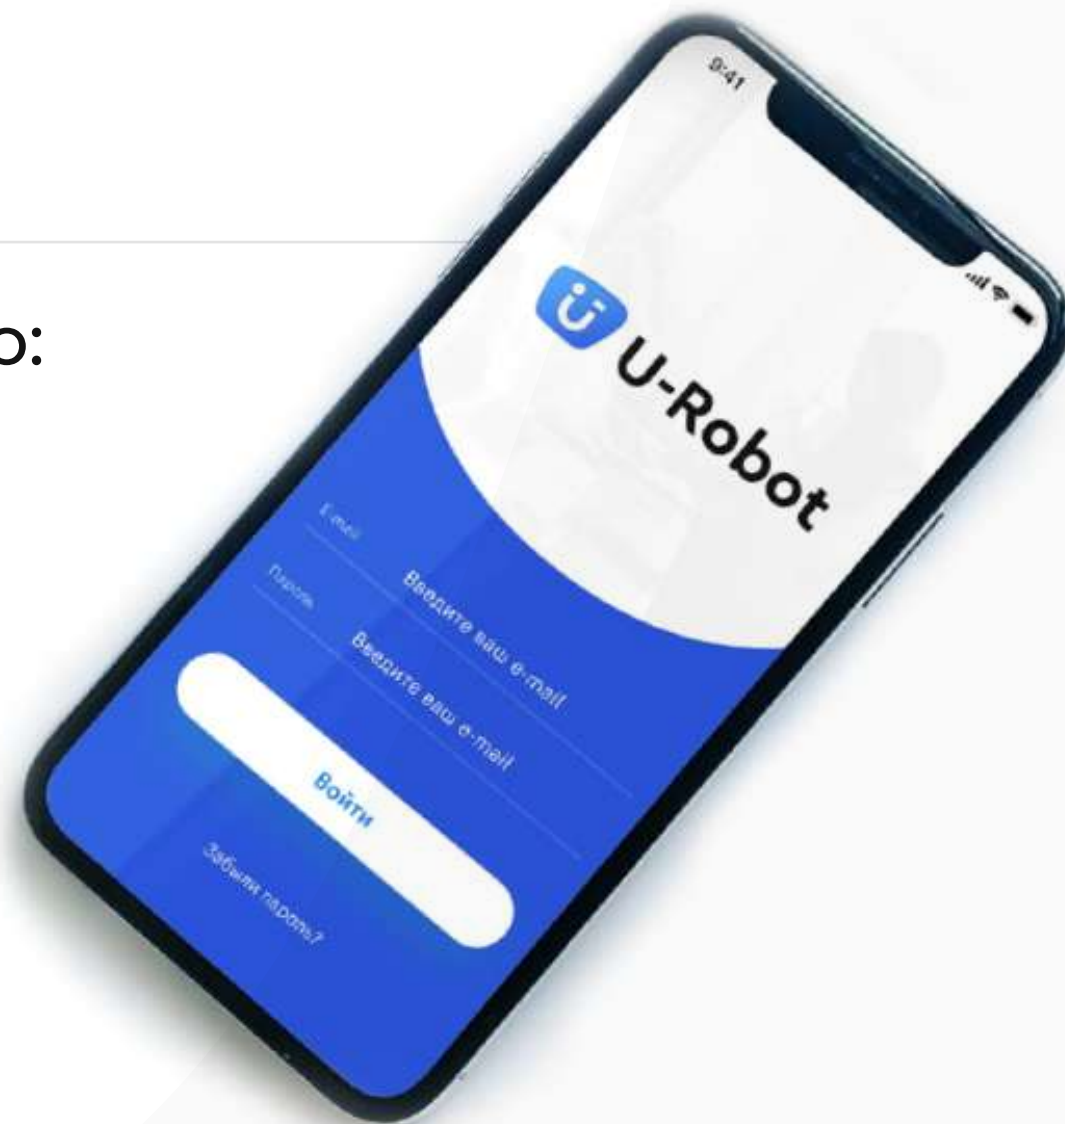 о:
9:41
U-Robot
E-mail
Введите ваш e-mail
Пароль
Введите ваш e-mail
Войти
Забыли пароль?